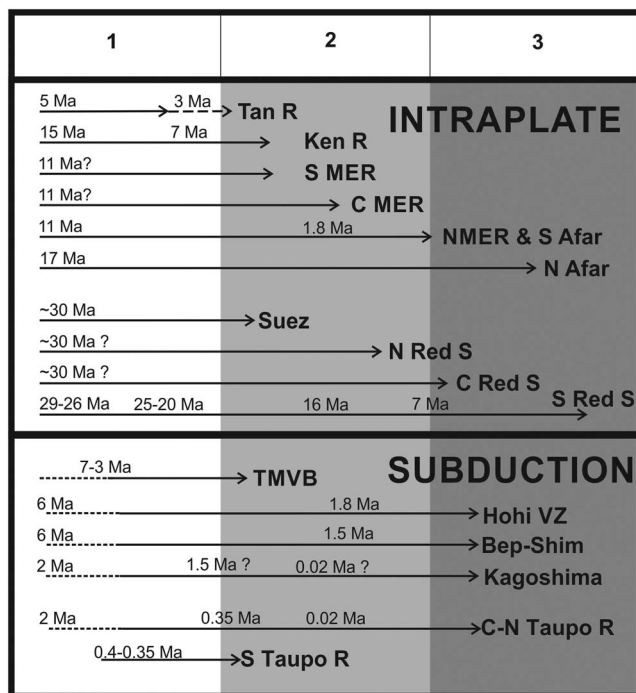 1 2 3
INTRAPLATE
5 Ma 3 Ma Tan R
15 Ma 7 Ma Ken R
11 Ma? S MER
11 Ma? C MER
11 Ma 1.8 Ma NMER & S Afar
17 Ma N Afar
~30 Ma Suez
~30 Ma ? N Red S
~30 Ma ? C Red S
29-26 Ma 25-20 Ma 16 Ma 7 Ma S Red S
SUBDUCTION
7-3 Ma TMVB
6 Ma 1.8 Ma Hohi VZ
6 Ma 1.5 Ma Bep-Shim
2 Ma 1.5 Ma ? 0.02 Ma ? Kagoshima
2 Ma 0.35 Ma 0.02 Ma C-N Taupo R
0.4-0.35 Ma S Taupo R